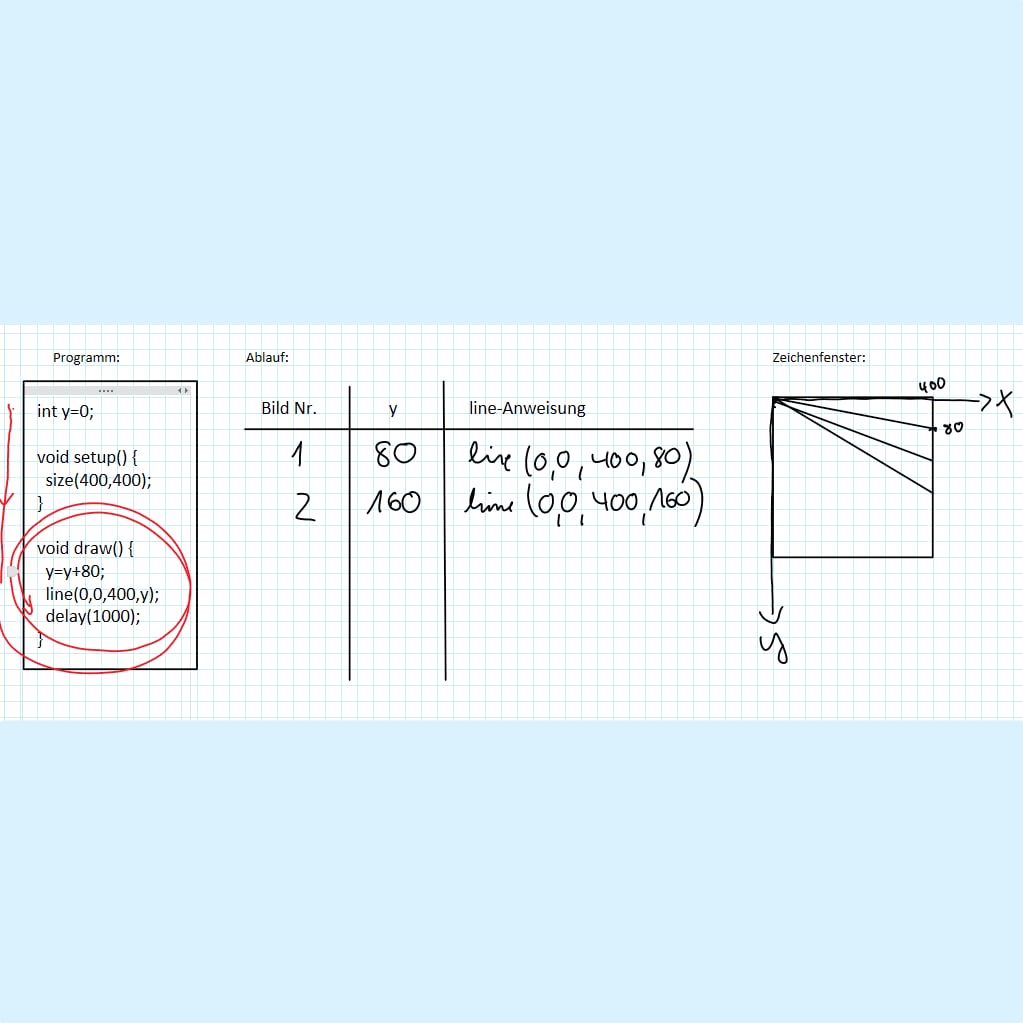 Programm:
Ablauf:
Zeichenfenster:
int y=0;
void setup() {
size(400,400);
}
void draw() {
y=y+80;
line(0,0,400,y);
delay(1000);
}
Bild Nr. y line-Anweisung
1 80 line (0,0,400,80)
2 160 line (0,0,400,160)
400
X
80
y